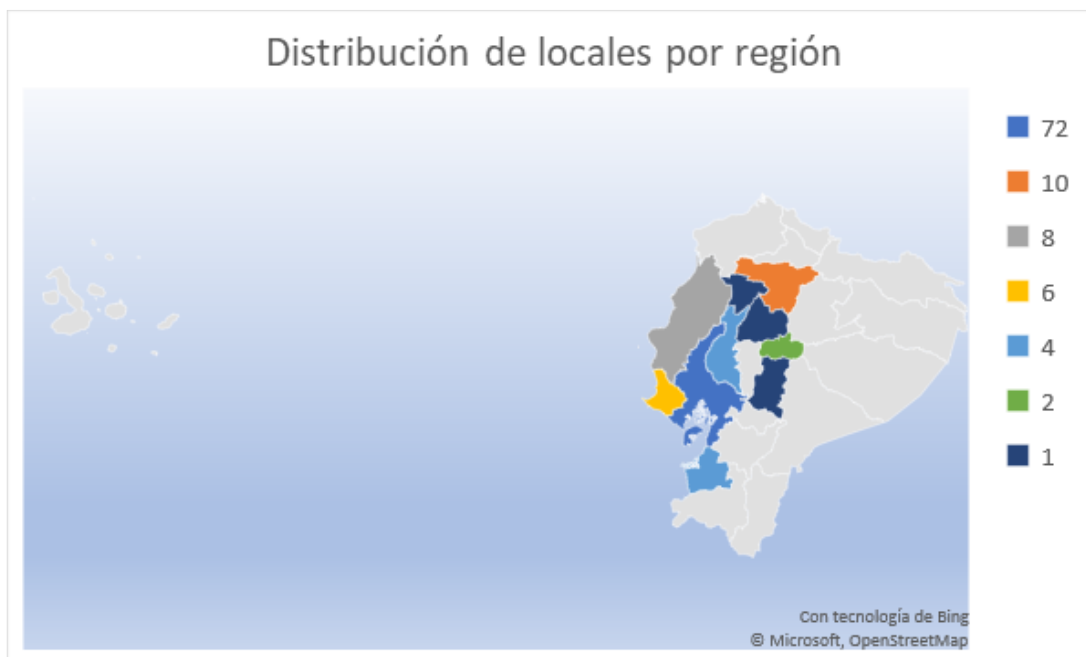 Distribución de locales por región
72
10
8
6
4
2
1
Con tecnología de Bing
© Microsoft, OpenStreetMap